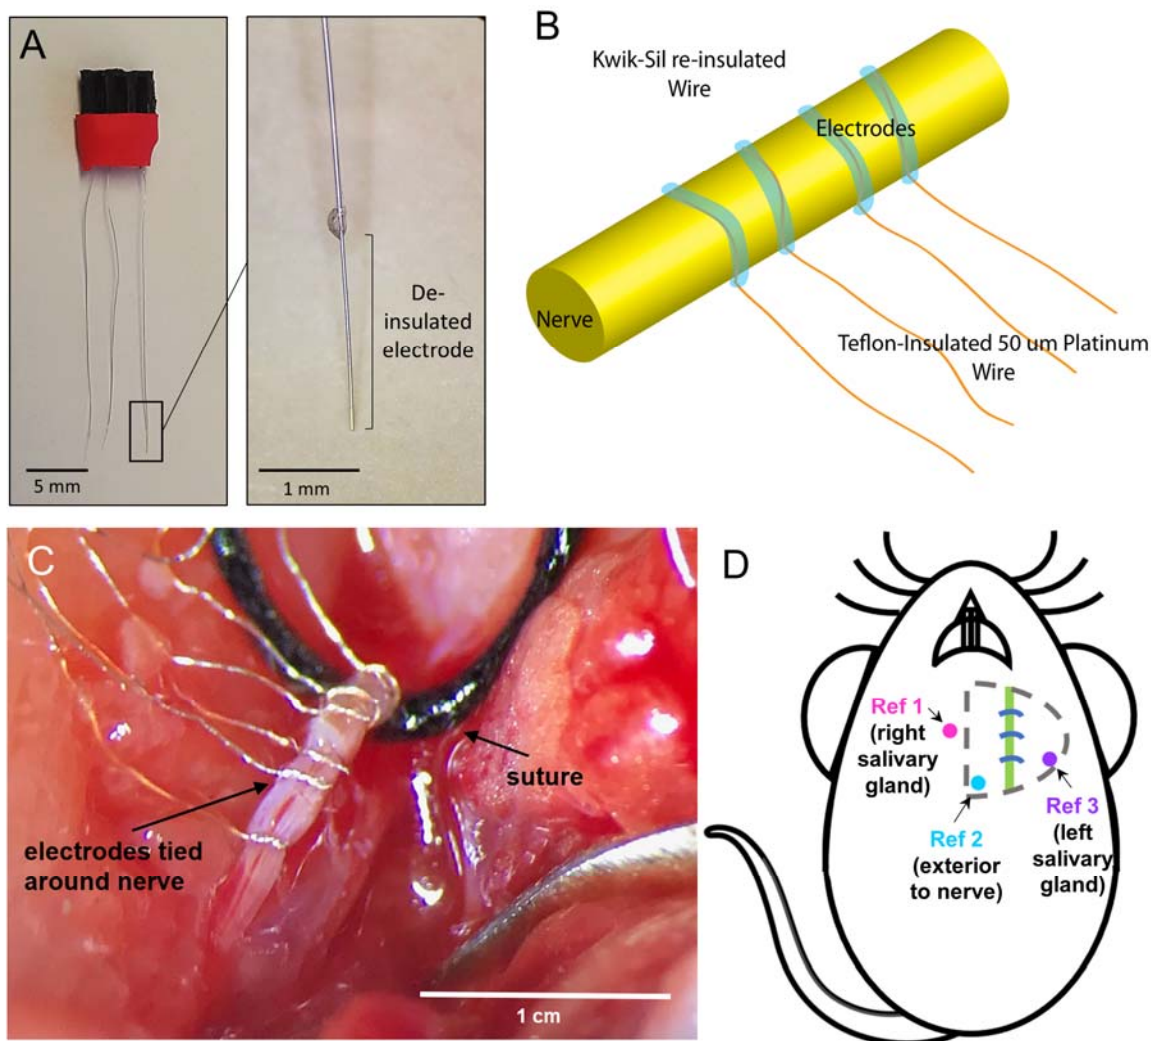 A
De-
insulated
electrode
5 mm
1 mm
B
Kwik-Sil re-insulated
Wire
Electrodes
Nerve
Teflon-Insulated 50 um Platinum
Wire
C
suture
electrodes tied
around nerve
1 cm
D
Ref 1
(right
salivary
gland)
Ref 2
(exterior
to nerve)
Ref 3
(left
salivary
gland)